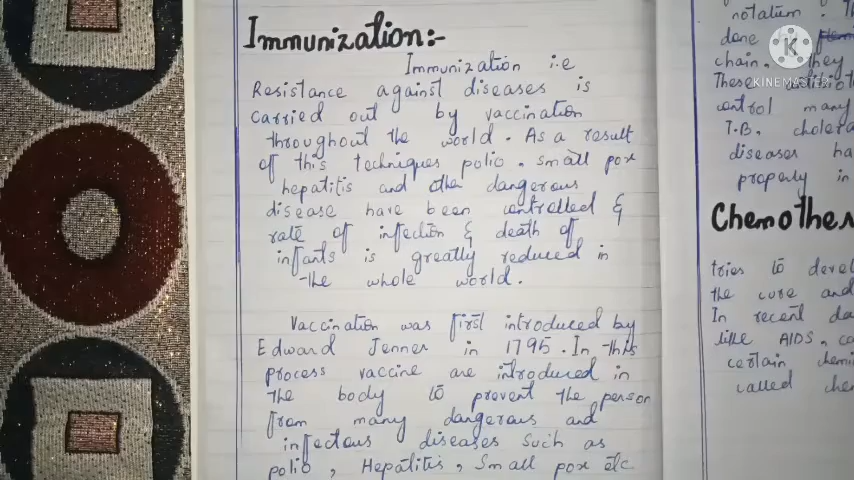 Immunization:-
Immunization i.e
Resistance against diseases is
carried out by vaccination
throughout the world. As a result
of this techniques polio. small pox
hepatitis and other dangerous
disease have been controlled &
rate of infection & death of
infants is greatly reduced in
the whole world.
Vaccination was first introduced by
Edward Jenner in 1795. In this
process vaccine are introduced in
the body to prevent the person
from many dangerous and
infectous diseases such as
polio, Hepatitis, Small pox etc
notatum.
done
chain. They
These
control many
T.B. cholera
diseases ha
properly in
Chemother
tries to devel
the cure and
In recent da
like AIDS, ca
certain chemi
called che
K
KINEMASTER